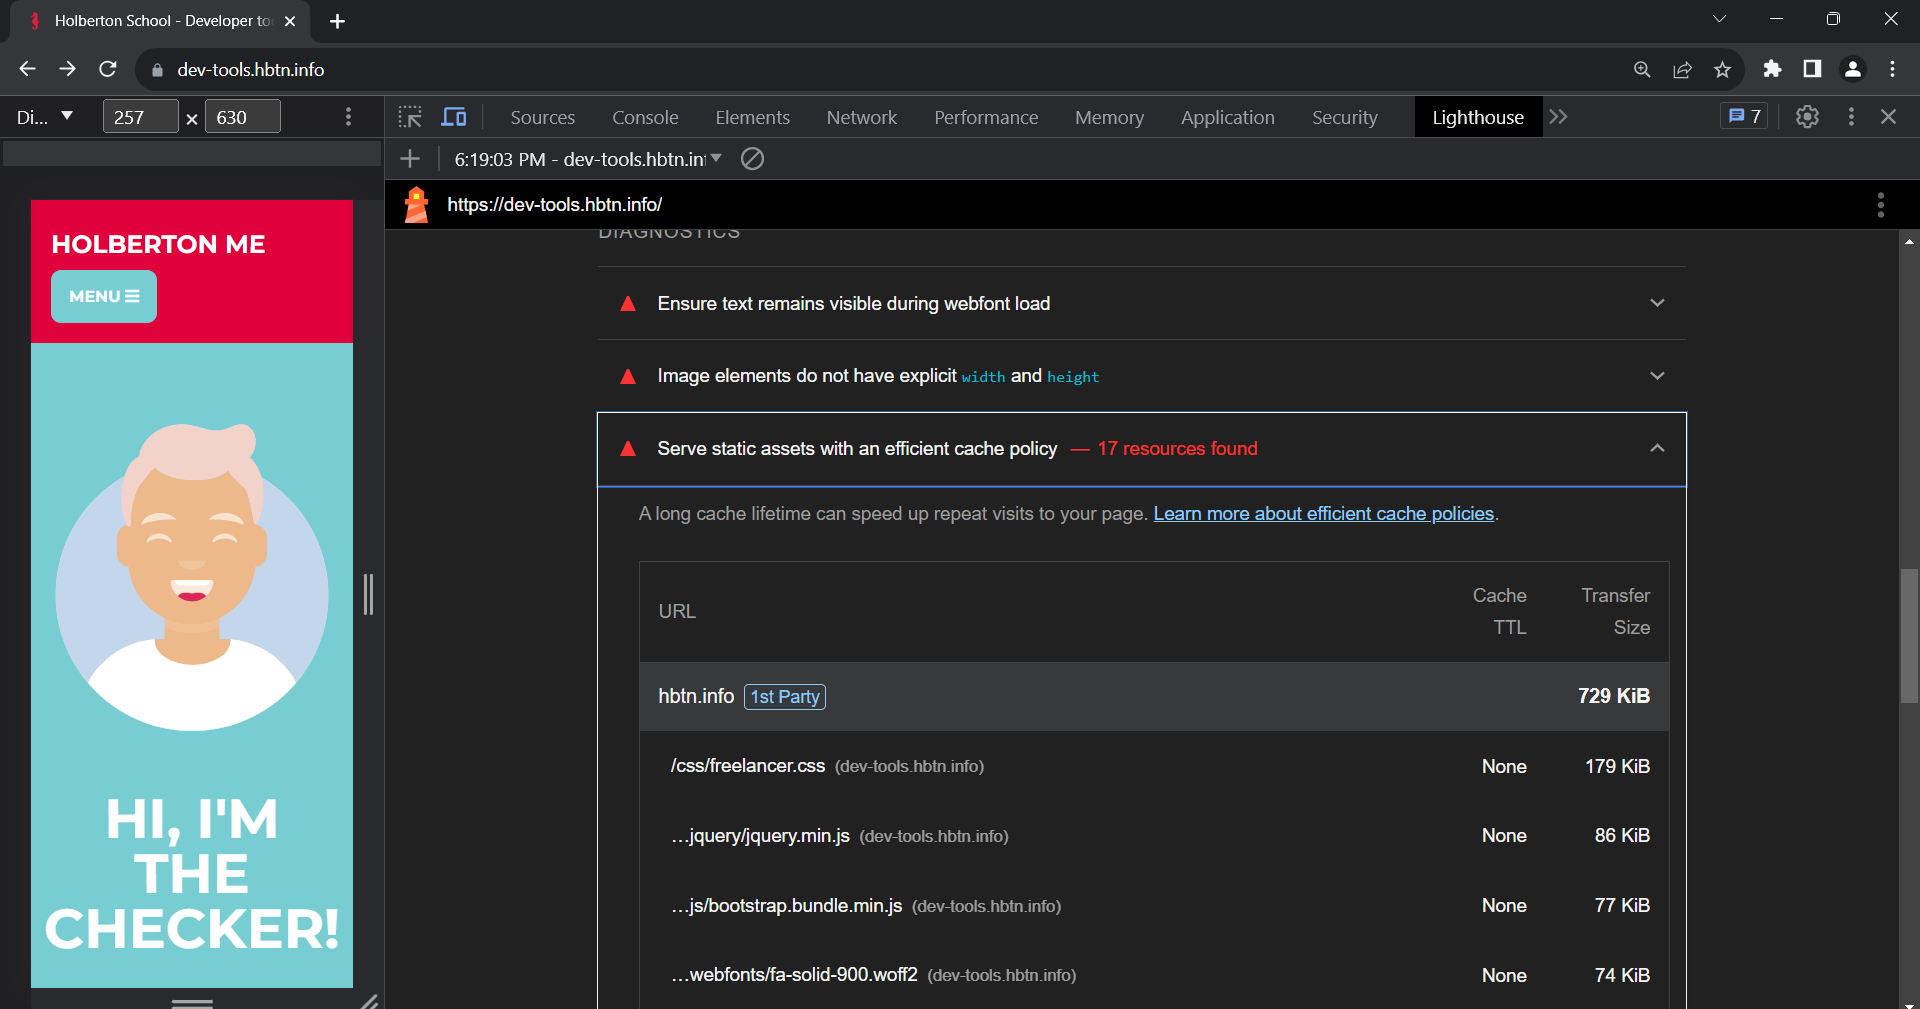 Holberton School - Developer to
dev-tools.hbtn.info
Di...
257 × 630
Sources Console Elements Network Performance Memory Application Security Lighthouse 7
6:19:03 PM - dev-tools.hbtn.in
https://dev-tools.hbtn.info/
HOLBERTON ME
MENU
HI, I'M
THE
CHECKER!
DIAGNOSTICS
Ensure text remains visible during webfont load
Image elements do not have explicit width and height
Serve static assets with an efficient cache policy — 17 resources found
A long cache lifetime can speed up repeat visits to your page. Learn more about efficient cache policies.
URL Cache TTL Transfer Size
hbtn.info 1st Party 729 KiB
/css/freelancer.css (dev-tools.hbtn.info) None 179 KiB
…jquery/jquery.min.js (dev-tools.hbtn.info) None 86 KiB
…js/bootstrap.bundle.min.js (dev-tools.hbtn.info) None 77 KiB
…webfonts/fa-solid-900.woff2 (dev-tools.hbtn.info) None 74 KiB